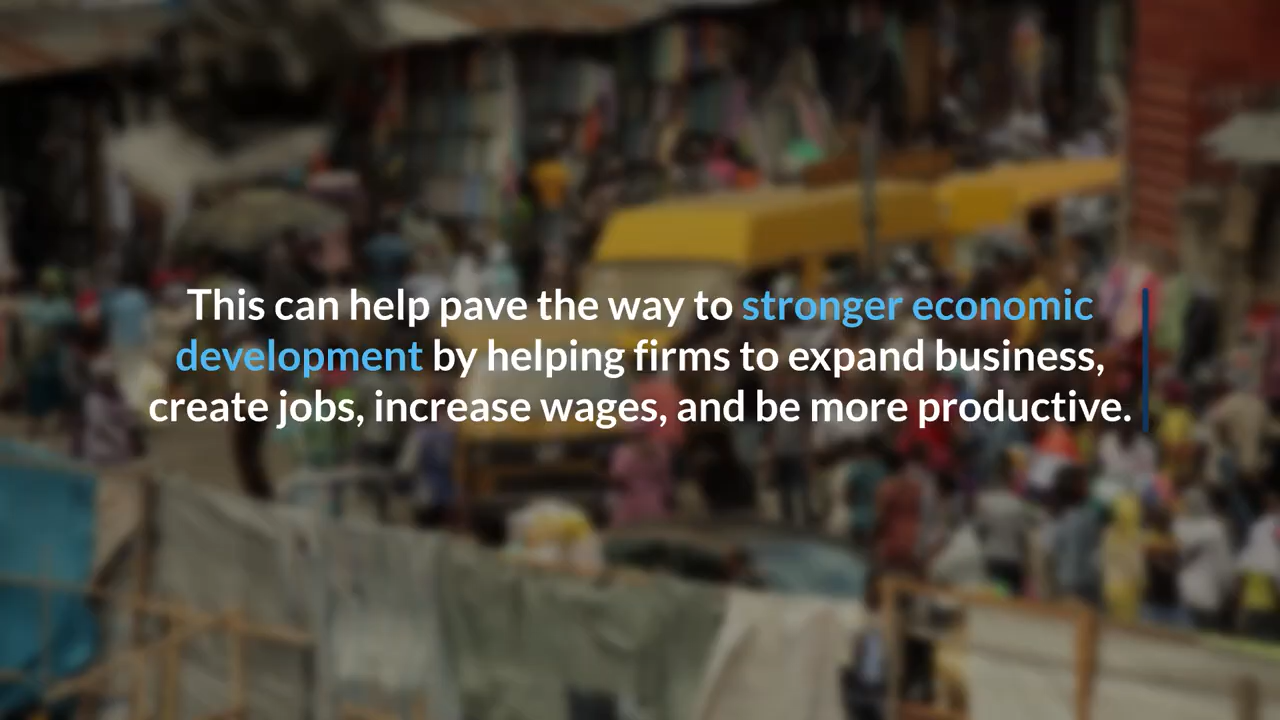 This can help pave the way to stronger economic
development by helping firms to expand business,
create jobs, increase wages, and be more productive.